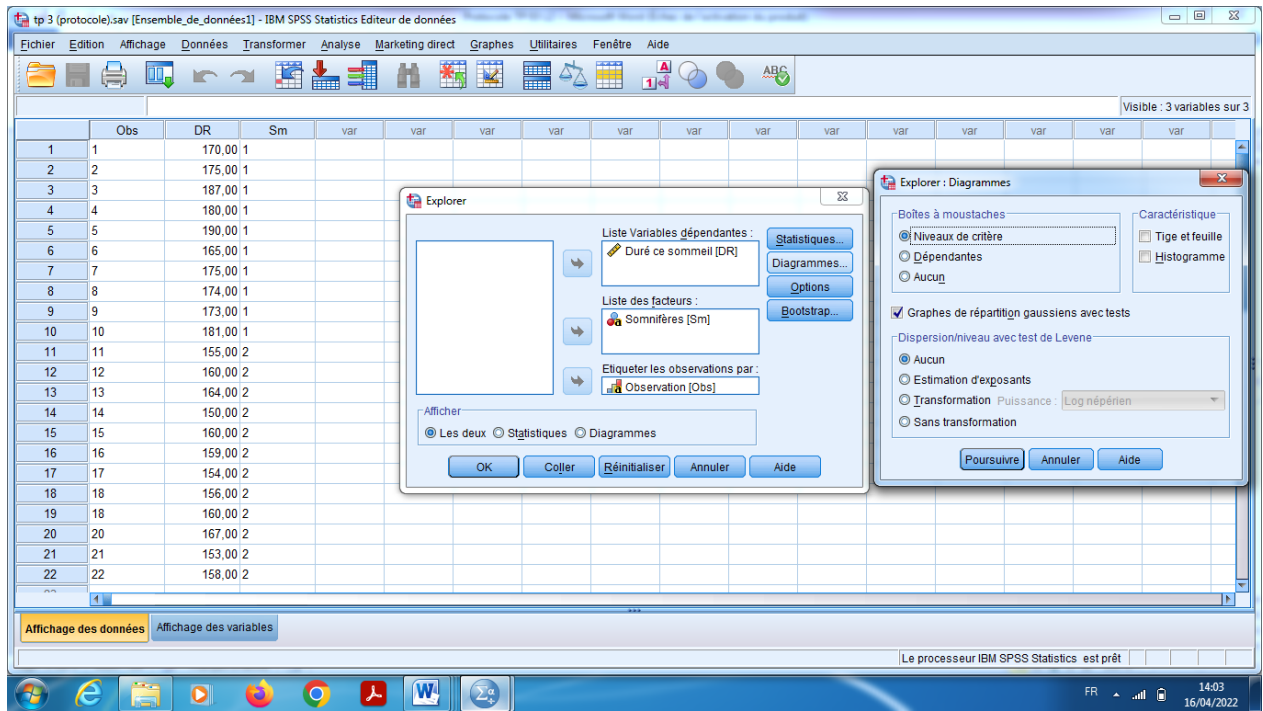 tp 3 (protocole).sav [Ensemble_de_données1] - IBM SPSS Statistics Editeur de données
Fichier Edition Affichage Données Transformer Analyse Marketing direct Graphes Utilitaires Fenêtre Aide
Visible : 3 variables sur 3
Obs DR Sm var var var var var var var var var var var var var
1 1 170,00 1
2 2 175,00 1
3 3 187,00 1
4 4 180,00 1
5 5 190,00 1
6 6 165,00 1
7 7 175,00 1
8 8 174,00 1
9 9 173,00 1
10 10 181,00 1
11 11 155,00 2
12 12 160,00 2
13 13 164,00 2
14 14 150,00 2
15 15 160,00 2
16 16 159,00 2
17 17 154,00 2
18 18 156,00 2
19 18 160,00 2
20 20 167,00 2
21 21 153,00 2
22 22 158,00 2
Explorer
Liste Variables dépendantes :
Duré ce sommeil [DR]
Liste des facteurs :
Somnifères [Sm]
Etiqueter les observations par :
Observation [Obs]
Statistiques...
Diagrammes...
Options
Bootstrap...
Afficher
Les deux Statistiques Diagrammes
OK Coller Réinitialiser Annuler Aide
Explorer : Diagrammes
Boîtes à moustaches
Niveaux de critère
Dépendantes
Aucun
Caractéristique
Tige et feuille
Histogramme
Graphes de répartition gaussiens avec tests
Dispersion/niveau avec test de Levene
Aucun
Estimation d'exposants
Transformation Puissance : Log népérien
Sans transformation
Poursuivre Annuler Aide
Affichage des données Affichage des variables
Le processeur IBM SPSS Statistics est prêt
FR 14:03
16/04/2022